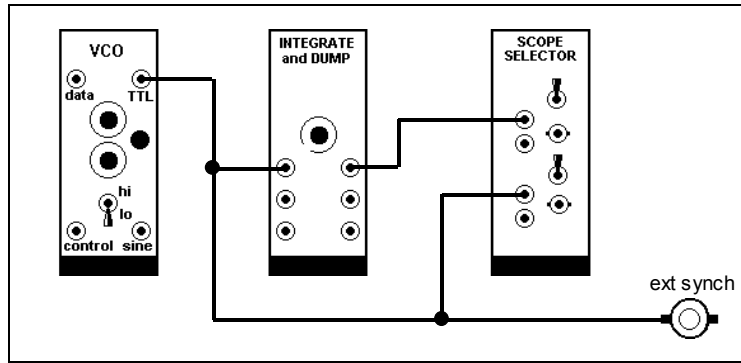 VCO
data TTL
hi
lo
control sine
INTEGRATE
and DUMP
SCOPE
SELECTOR
ext synch